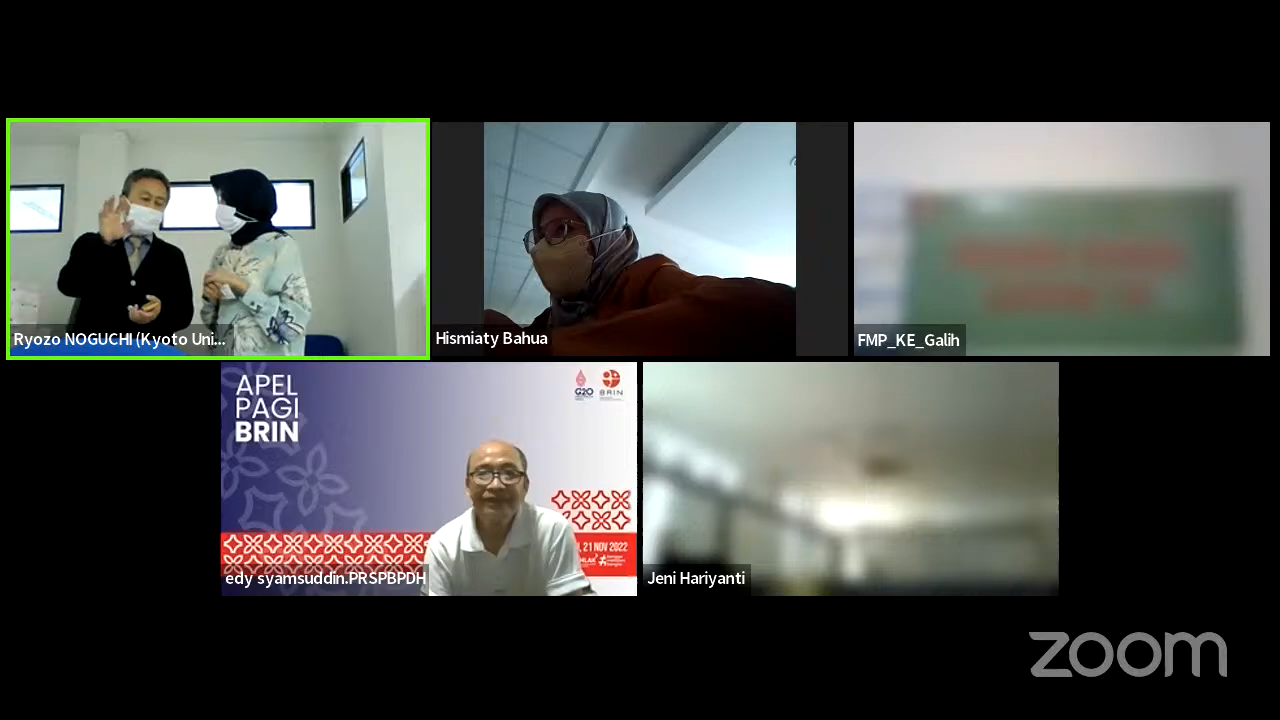 Ryozo NOGUCHI (Kyoto Uni...
Hismiaty Bahua
FMP_KE_Galih
APEL
PAGI
BRIN
G20
BRIN
, 21 NOV 2022
edy syamsuddin.PRSPBPDH
Jeni Hariyanti
zoom